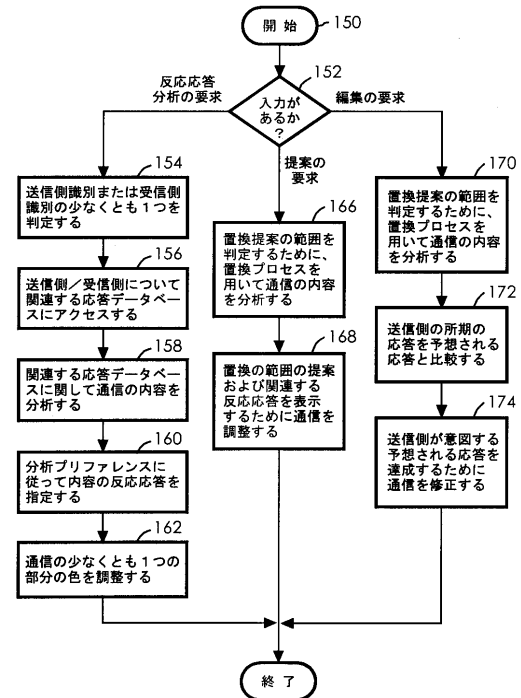 開始
150
152
入力が
あるか
?
反応応答
分析の要求
提案の
要求
編集の要求
154
送信側識別または受信側
識別の少なくとも1つを
判定する
156
送信側/受信側について
関連する応答データベース
にアクセスする
158
関連する応答データベー
スに関して通信の内容を
分析する
160
分析プリファレンスに
従って内容の反応応答を
指定する
162
通信の少なくとも1つの
部分の色を調整する
166
置換提案の範囲を
判定するために、
置換プロセスを
用いて通信の内容
を分析する
168
置換の範囲の提案
および関連する
反応応答を表示
するために通信を
調整する
170
置換提案の範囲を
判定するために、
置換プロセスを
用いて通信の内容
を分析する
172
送信側の所期の
応答を予想される
応答と比較する
174
送信側が意図する
予想される応答を
達成するために
通信を修正する
終了